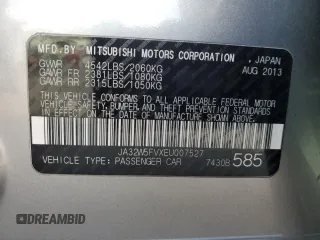 MFD.BY MITSUBISHI MOTORS CORPORATION, JAPAN
GVWR 4542LBS/2060KG AUG 2013
GAWR FR 2381LBS/1080KG
GAWR RR 2315LBS/1050KG
THIS VEHICLE CONFORMS TO ALL APPLICABLE
FEDERAL MOTOR VEHICLE
SAFETY, BUMPER, AND THEFT
PREVENTION STANDARDS IN EFFECT ON THE
DATE OF MANUFACTURE SHOWN ABOVE.
JA32W5FVXEU007527
VEHICLE TYPE: PASSENGER CAR 74308 585
DREAMBID